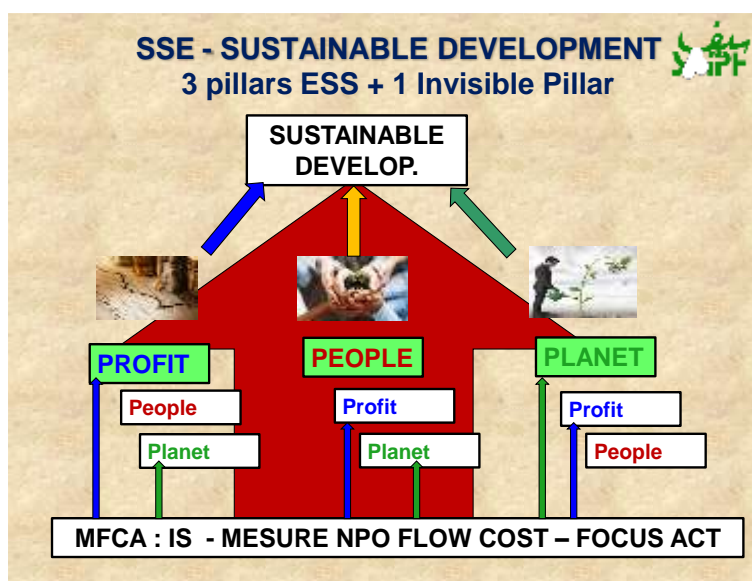 SSE - SUSTAINABLE DEVELOPMENT
3 pillars ESS + 1 Invisible Pillar
SUSTAINABLE
DEVELOP.
PROFIT
PEOPLE
PLANET
People
Profit
Profit
Planet
Planet
People
MFCA : IS - MESURE NPO FLOW COST – FOCUS ACT